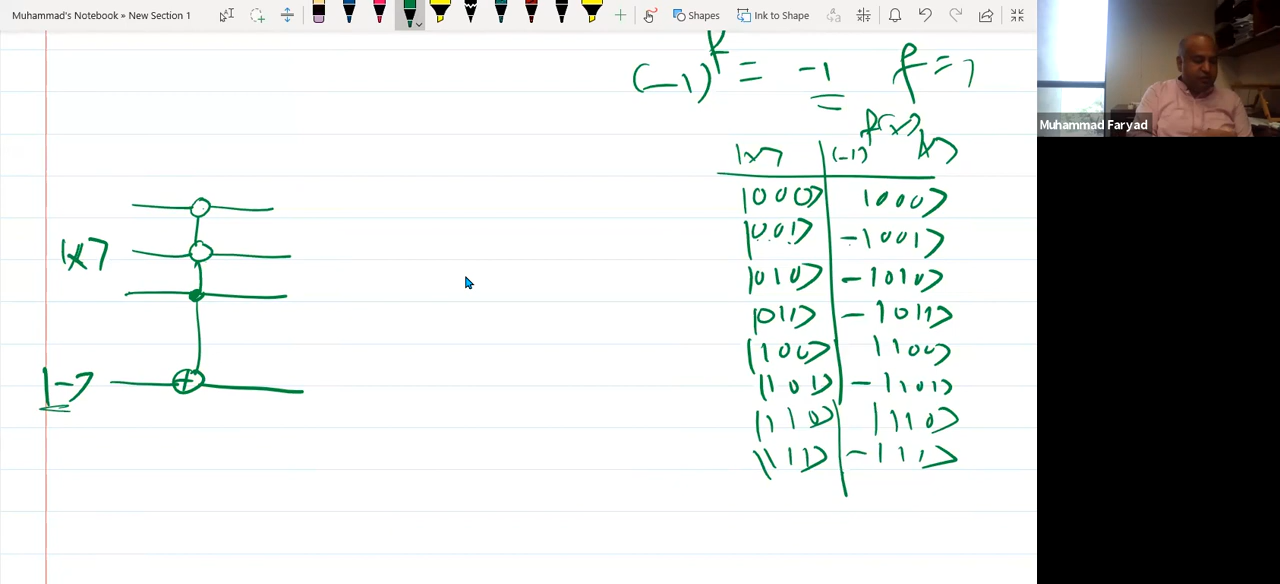 Muhammad's Notebook » New Section 1
Shapes
Ink to Shape
Muhammad Faryad
(-1)^f = -1 f=1
|x> (-1)^f(x) |x>
|000> |000>
|001> -|001>
|010> -|010>
|011> -|011>
|100> |100>
|101> -|101>
|110> |110>
|111> -|111>
|x>
|->